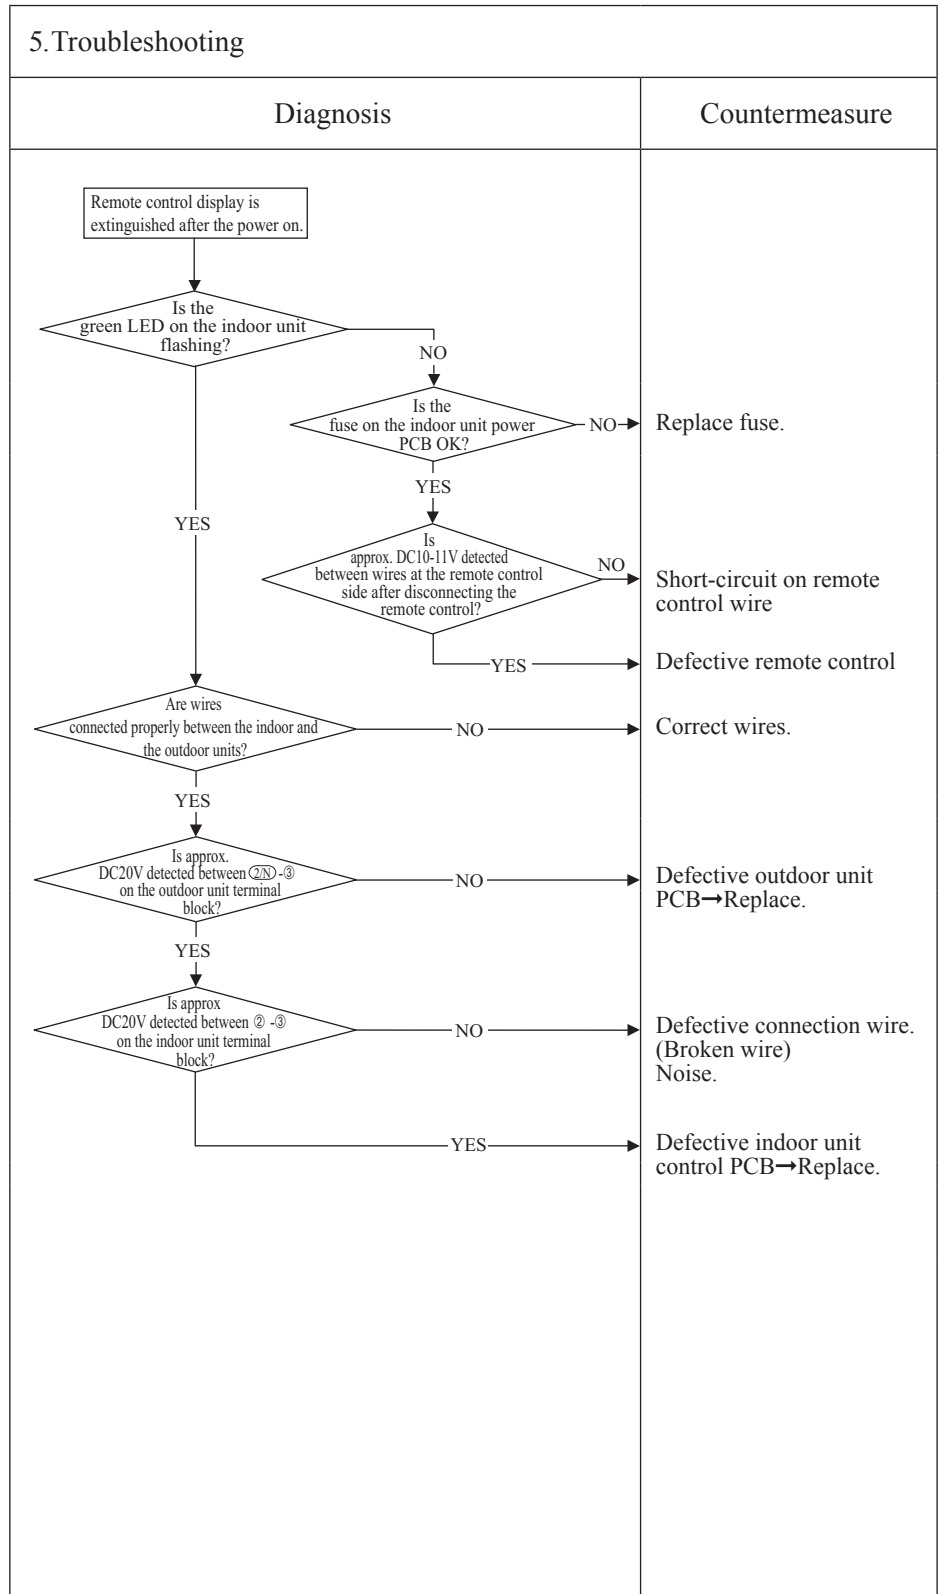 5.Troubleshooting
Diagnosis
Countermeasure
Remote control display is
extinguished after the power on.
Is the
green LED on the indoor unit
flashing?
NO
Is the
fuse on the indoor unit power
PCB OK?
NO
Replace fuse.
YES
YES
Is
approx. DC10-11V detected
between wires at the remote control
side after disconnecting the
remote control?
NO
Short-circuit on remote
control wire
YES
Defective remote control
Are wires
connected properly between the indoor and
the outdoor units?
NO
Correct wires.
YES
Is approx.
DC20V detected between 2/N -③
on the outdoor unit terminal
block?
NO
Defective outdoor unit
PCB→Replace.
YES
Is approx
DC20V detected between ② -③
on the indoor unit terminal
block?
NO
Defective connection wire.
(Broken wire)
Noise.
YES
Defective indoor unit
control PCB→Replace.